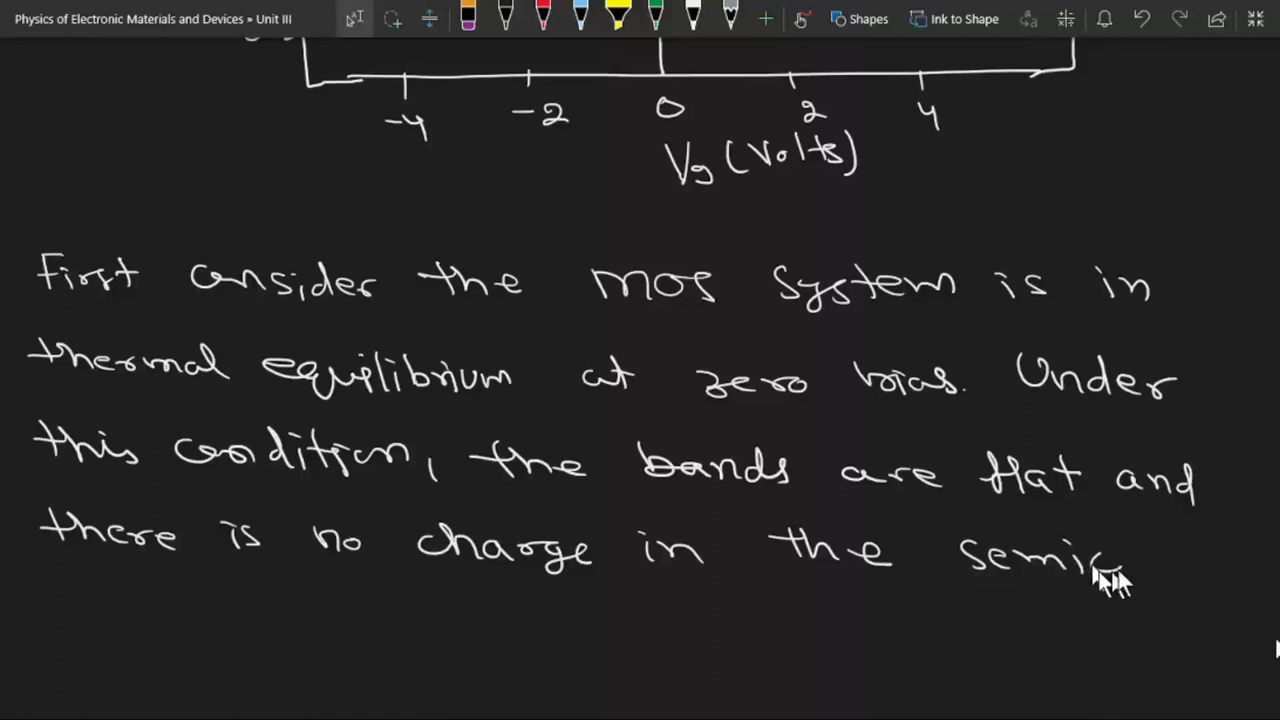 Physics of Electronic Materials and Devices » Unit III
Shapes
Ink to Shape
-4 -2 0 2 4
Vg (Volts)
First consider the MOS system is in
thermal equilibrium at zero bias. Under
this condition, the bands are flat and
there is no charge in the semic